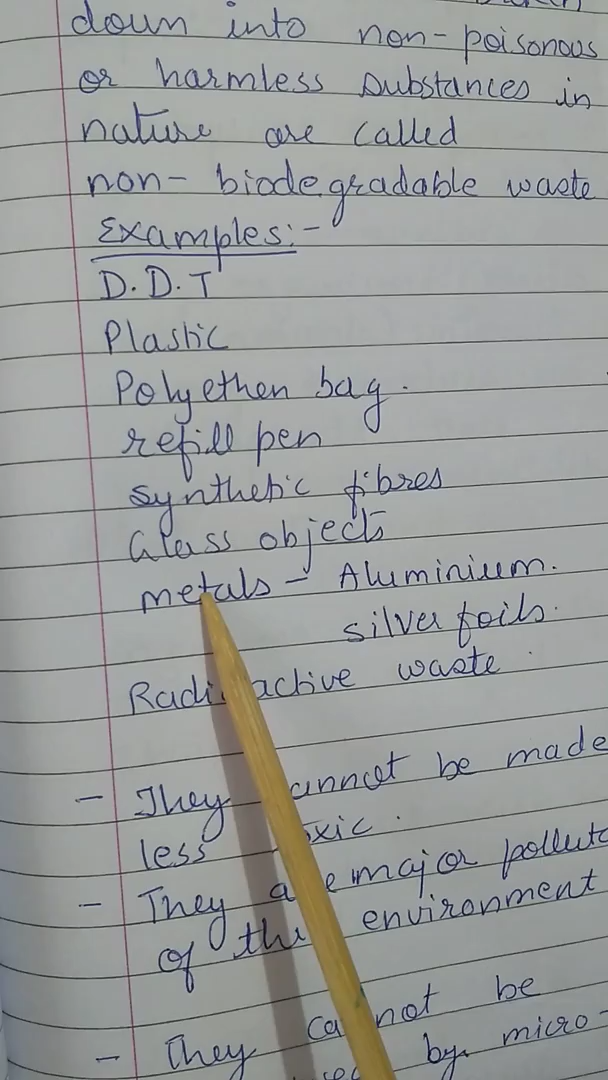 down into non-poisonous
or harmless substances in
nature are called
non-biodegradable waste
Examples:-
D.D.T
Plastic
Polyethen bag.
refill pen
synthetic fibres
Glass objects
metals - Aluminium.
silver foils.
Radioactive waste.
- They cannot be made
less toxic.
- They are major polluta
of the environment
- They cannot be
by micro-